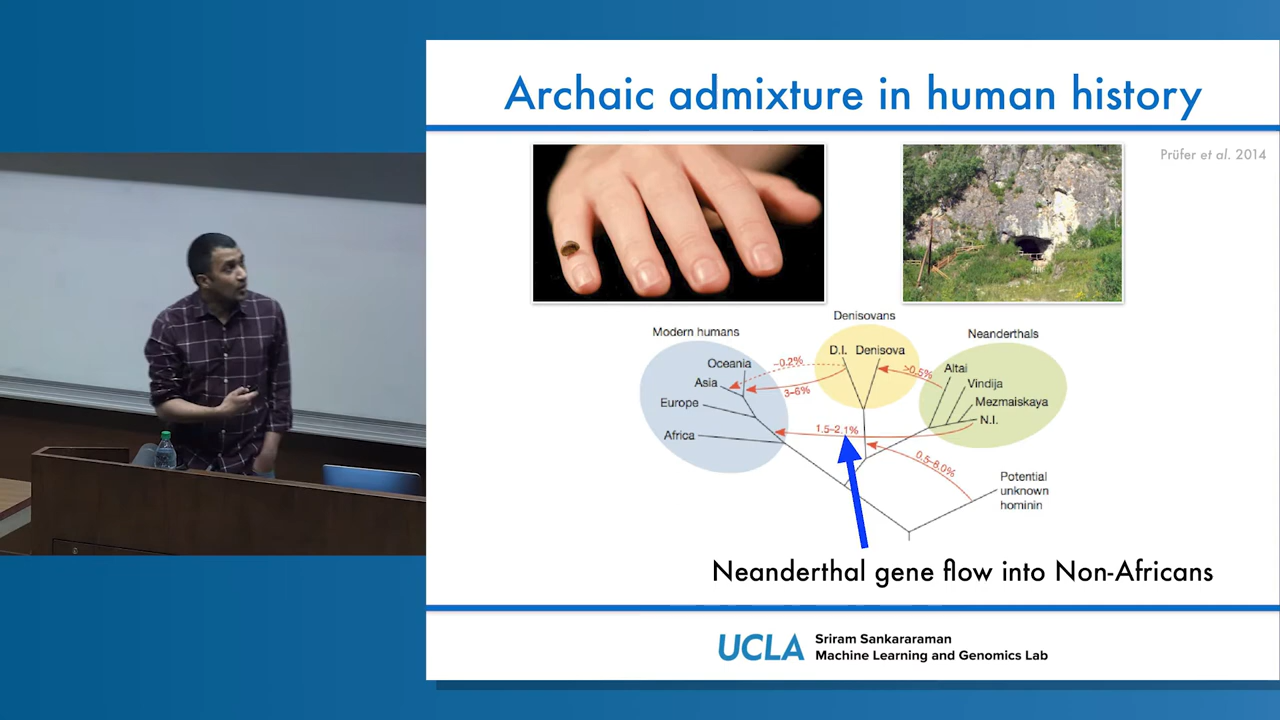 Archaic admixture in human history
Prüfer et al. 2014
Denisovans
Modern humans
Neanderthals
D.I. Denisova
Oceania
~0.2%
>0.5%
Altai
Asia
3–6%
Vindija
Europe
Mezmaiskaya
N.I.
1.5–2.1%
Africa
0.5–8.0%
Potential
unknown
hominin
Neanderthal gene flow into Non-Africans
UCLA
Sriram Sankararaman
Machine Learning and Genomics Lab